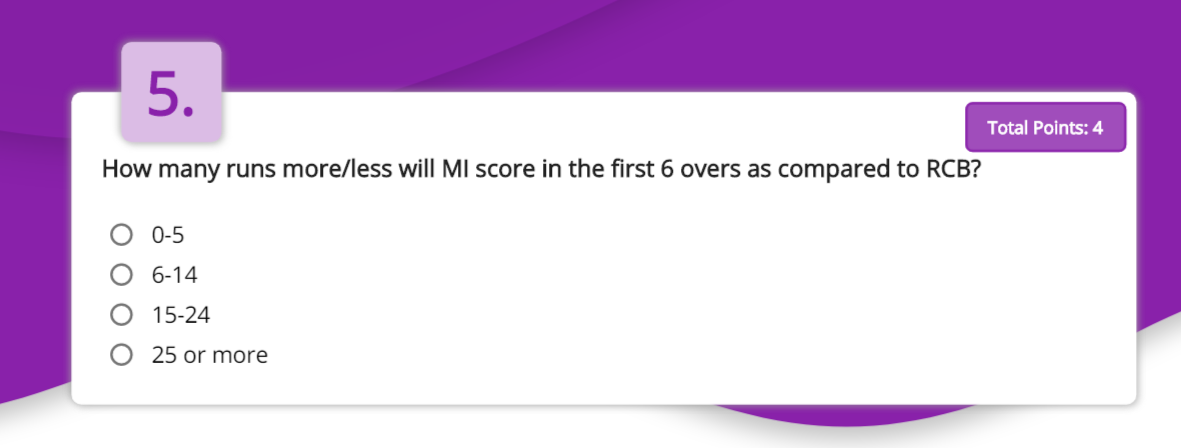 5.
Total Points: 4
How many runs more/less will MI score in the first 6 overs as compared to RCB?
0-5
6-14
15-24
25 or more